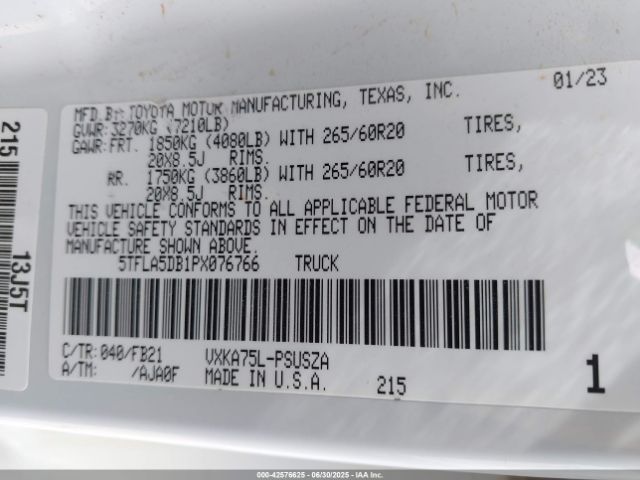 01/23
MFD.BY: TOYOTA MOTOR MANUFACTURING, TEXAS, INC.
GVWR: 3270KG (7210LB)
GAWR: FRT. 1850KG (4080LB) WITH 265/60R20 TIRES,
20X8.5J RIMS.
RR. 1750KG (3860LB) WITH 265/60R20 TIRES,
20X8.5J RIMS.
THIS VEHICLE CONFORMS TO ALL APPLICABLE FEDERAL MOTOR
VEHICLE SAFETY STANDARDS IN EFFECT ON THE DATE OF
MANUFACTURE SHOWN ABOVE.
5TFLA5DB1PX076766 TRUCK
C/TR: 040/FB21 VXKA75L-PSUSZA
A/TM: /AJA0F MADE IN U.S.A. 215
1
215 13J5T
000-42576625 - 06/30/2025 - IAA Inc.